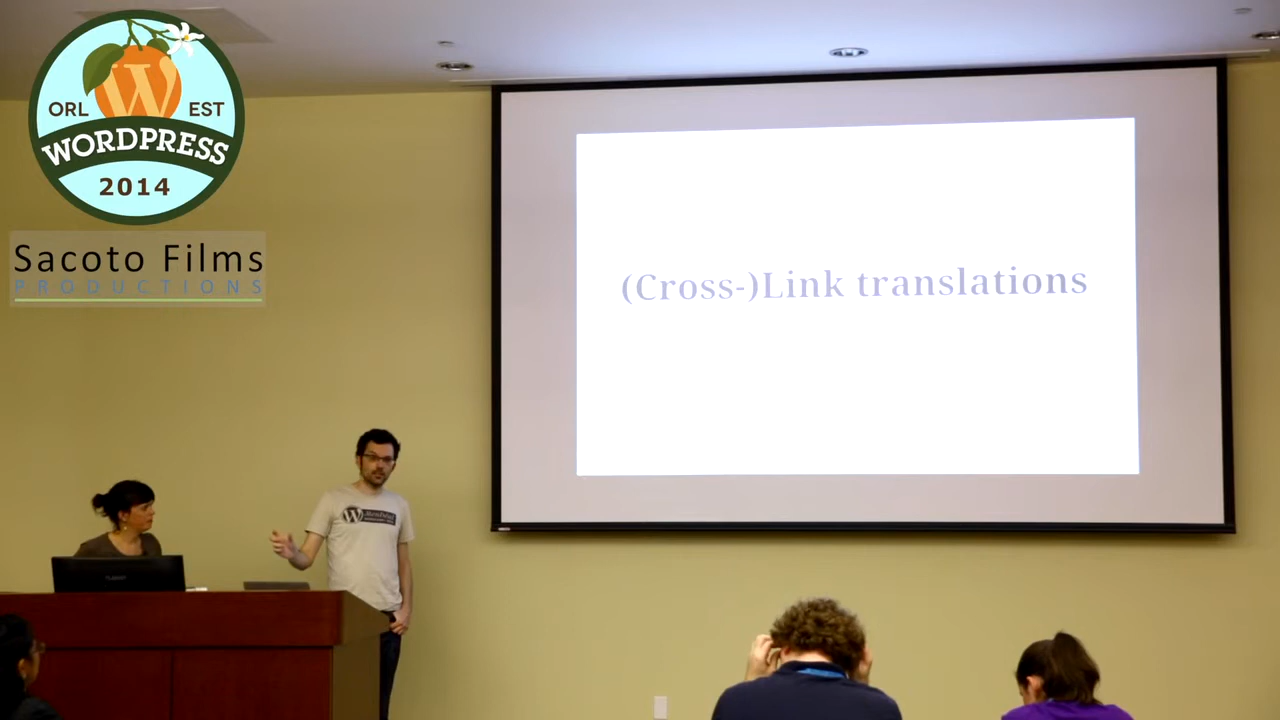 ORL EST
WORDPRESS
2014
Sacoto Films
PRODUCTIONS
(Cross-)Link translations